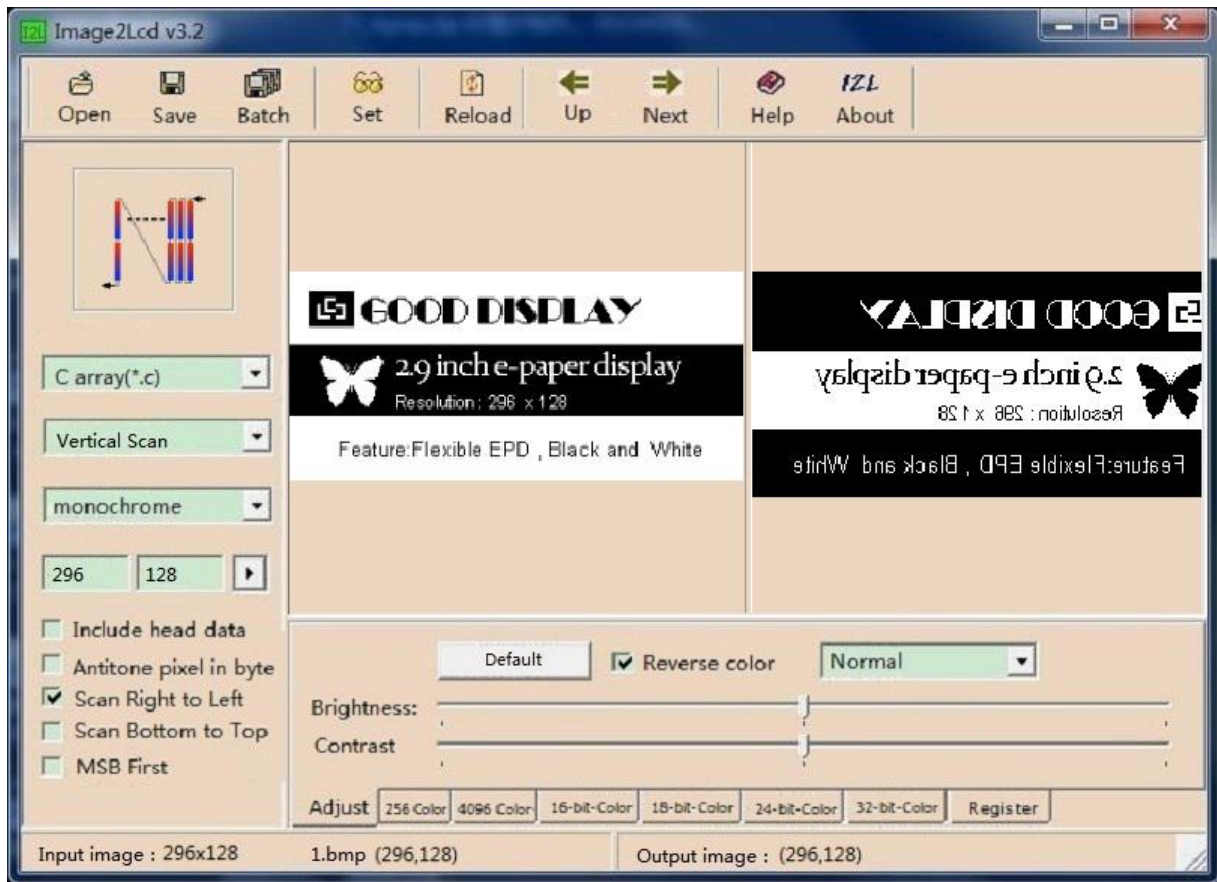 Image2Lcd v3.2
Open Save Batch Set Reload Up Next Help I2L About
GOOD DISPLAY
2.9 inch e-paper display
Resolution: 296 x 128
Feature:Flexible EPD , Black and White
GOOD DISPLAY
2.9 inch e-paper display
Resolution: 296 x 128
Feature:Flexible EPD , Black and White
C array(*.c)
Vertical Scan
monochrome
296 128
Include head data
Antitone pixel in byte
Scan Right to Left
Scan Bottom to Top
MSB First
Default Reverse color Normal
Brightness:
Contrast
Adjust 256 Color 4096 Color 16-bit-Color 18-bit-Color 24-bit-Color 32-bit-Color Register
Input image : 296x128 1.bmp (296,128) Output image : (296,128)